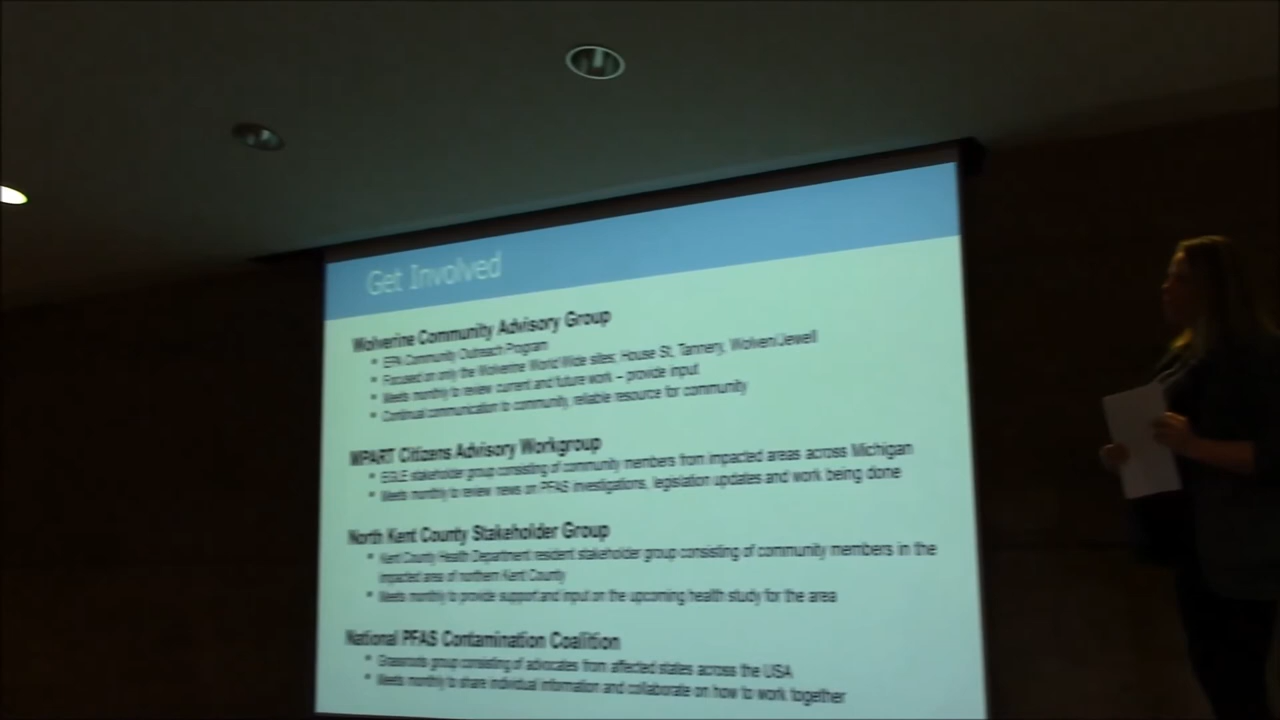 Get Involved
Wolverine Community Advisory Group
• EPA Community Outreach Program
• Focused on only the Wolverine World Wide sites: House St, Tannery, Wolven/Jewell
• Meets monthly to review current and future work – provide input
• Continual communication to community, reliable resource for community
MPART Citizens Advisory Workgroup
• EGLE stakeholder group consisting of community members from impacted areas across Michigan
• Meets monthly to review news on PFAS investigations, legislation updates and work being done
North Kent County Stakeholder Group
• Kent County Health Department resident stakeholder group consisting of community members in the
impacted area of northern Kent County
• Meets monthly to provide support and input on the upcoming health study for the area
National PFAS Contamination Coalition
• Grassroots group consisting of advocates from affected states across the USA
• Meets monthly to share individual information and collaborate on how to work together